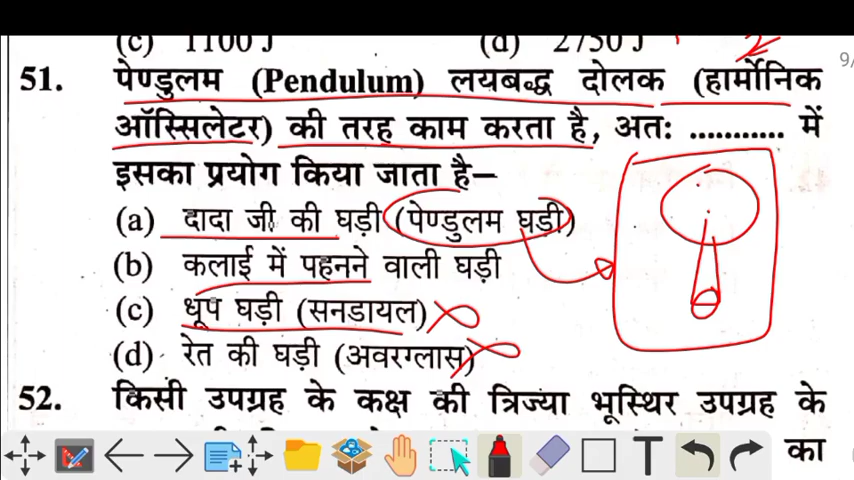 (c) 1100 J (d) 2750 J
9/
51. पेण्डुलम (Pendulum) लयबद्ध दोलक (हार्मोनिक
ऑस्सिलेटर) की तरह काम करता है, अतः ........... में
इसका प्रयोग किया जाता है–
(a) दादा जी की घड़ी (पेण्डुलम घड़ी)
(b) कलाई में पहनने वाली घड़ी
(c) धूप घड़ी (सनडायल)
(d) रेत की घड़ी (अवरग्लास)
52. किसी उपग्रह के कक्ष की त्रिज्या भूस्थिर उपग्रह के
का
T